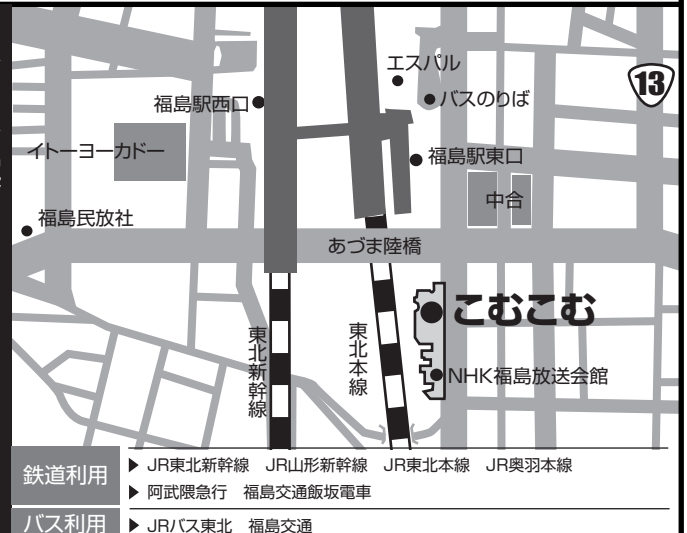 エスパル
13
福島駅西口
バスのりば
イトーヨーカドー
福島駅東口
中合
福島民放社
あづま陸橋
こむこむ
東北新幹線
東北本線
NHK福島放送会館
鉄道利用
▶ JR東北新幹線 JR山形新幹線 JR東北本線 JR奥羽本線
▶ 阿武隈急行 福島交通飯坂電車
バス利用
▶ JRバス東北 福島交通